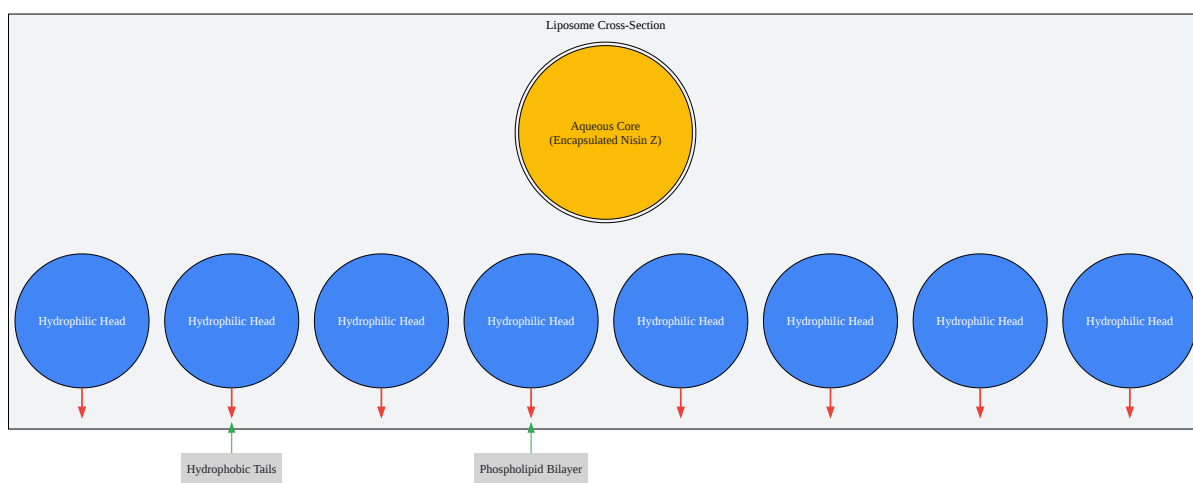 Liposome Cross-Section
Aqueous Core
(Encapsulated Nisin Z)
Hydrophilic Head
Hydrophilic Head
Hydrophilic Head
Hydrophilic Head
Hydrophilic Head
Hydrophilic Head
Hydrophilic Head
Hydrophilic Head
Hydrophobic Tails
Phospholipid Bilayer